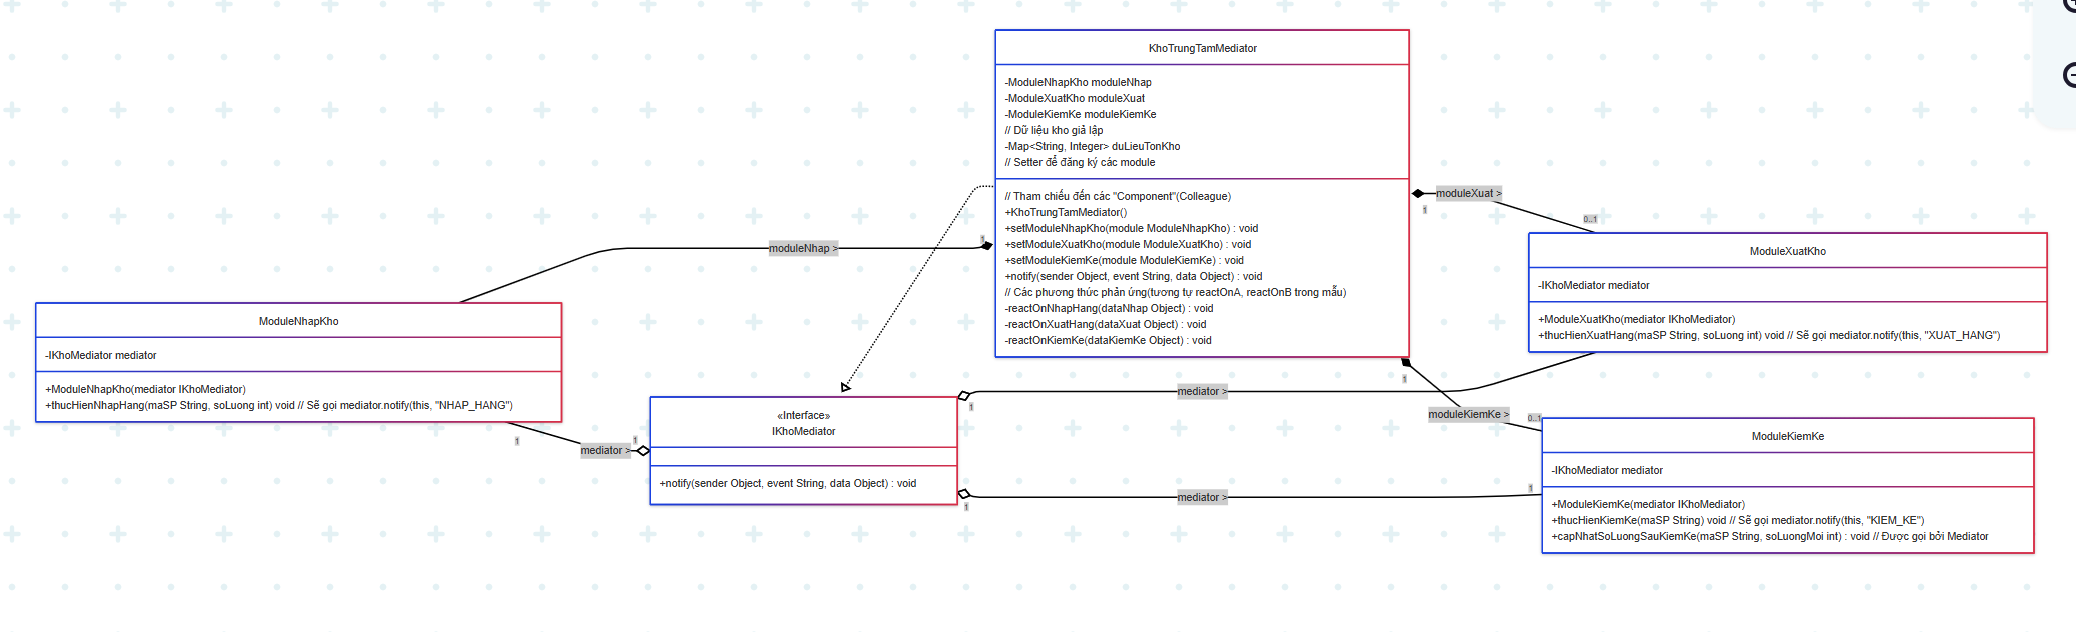 KhoTrungTamMediator
-ModuleNhapKho moduleNhap
-ModuleXuatKho moduleXuat
-ModuleKiemKe moduleKiemKe
// Dữ liệu kho giả lập
-Map<String, Integer> duLieuTonKho
// Setter để đăng ký các module
// Tham chiếu đến các "Component"(Colleague)
+KhoTrungTamMediator()
+setModuleNhapKho(module ModuleNhapKho) : void
+setModuleXuatKho(module ModuleXuatKho) : void
+setModuleKiemKe(module ModuleKiemKe) : void
+notify(sender Object, event String, data Object) : void
// Các phương thức phản ứng(tương tự reactOnA, reactOnB trong mẫu)
-reactOnNhapHang(dataNhap Object) : void
-reactOnXuatHang(dataXuat Object) : void
-reactOnKiemKe(dataKiemKe Object) : void
moduleXuat >
1
0..1
moduleNhap >
1
ModuleXuatKho
-IKhoMediator mediator
+ModuleXuatKho(mediator IKhoMediator)
+thucHienXuatHang(maSP String, soLuong int) void // Sẽ gọi mediator.notify(this, "XUAT_HANG")
ModuleNhapKho
-IKhoMediator mediator
+ModuleNhapKho(mediator IKhoMediator)
+thucHienNhapHang(maSP String, soLuong int) void // Sẽ gọi mediator.notify(this, "NHAP_HANG")
1
mediator >
1
«Interface»
IKhoMediator
+notify(sender Object, event String, data Object) : void
mediator >
1
1
moduleKiemKe >
0..1
mediator >
1
1
ModuleKiemKe
-IKhoMediator mediator
+ModuleKiemKe(mediator IKhoMediator)
+thucHienKiemKe(maSP String) void // Sẽ gọi mediator.notify(this, "KIEM_KE")
+capNhatSoLuongSauKiemKe(maSP String, soLuongMoi int) : void // Được gọi bởi Mediator